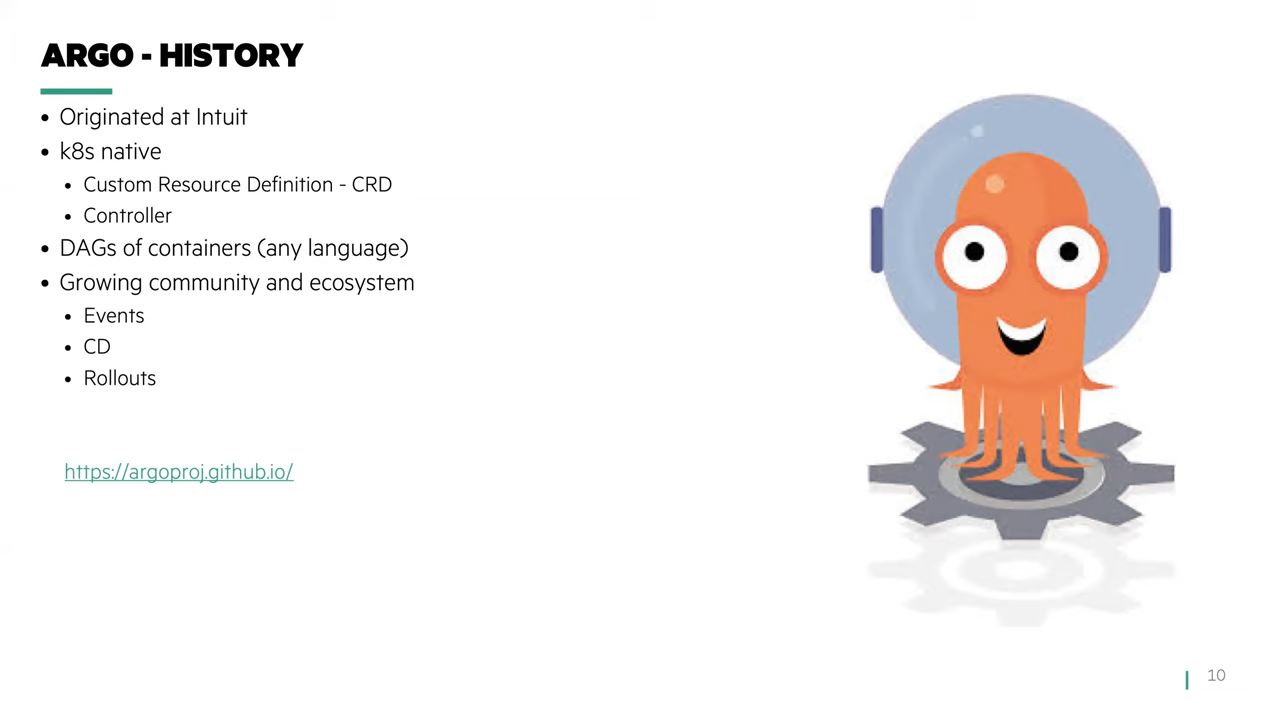 ARGO - HISTORY
• Originated at Intuit
• k8s native
• Custom Resource Definition - CRD
• Controller
• DAGs of containers (any language)
• Growing community and ecosystem
• Events
• CD
• Rollouts
https://argoproj.github.io/
10